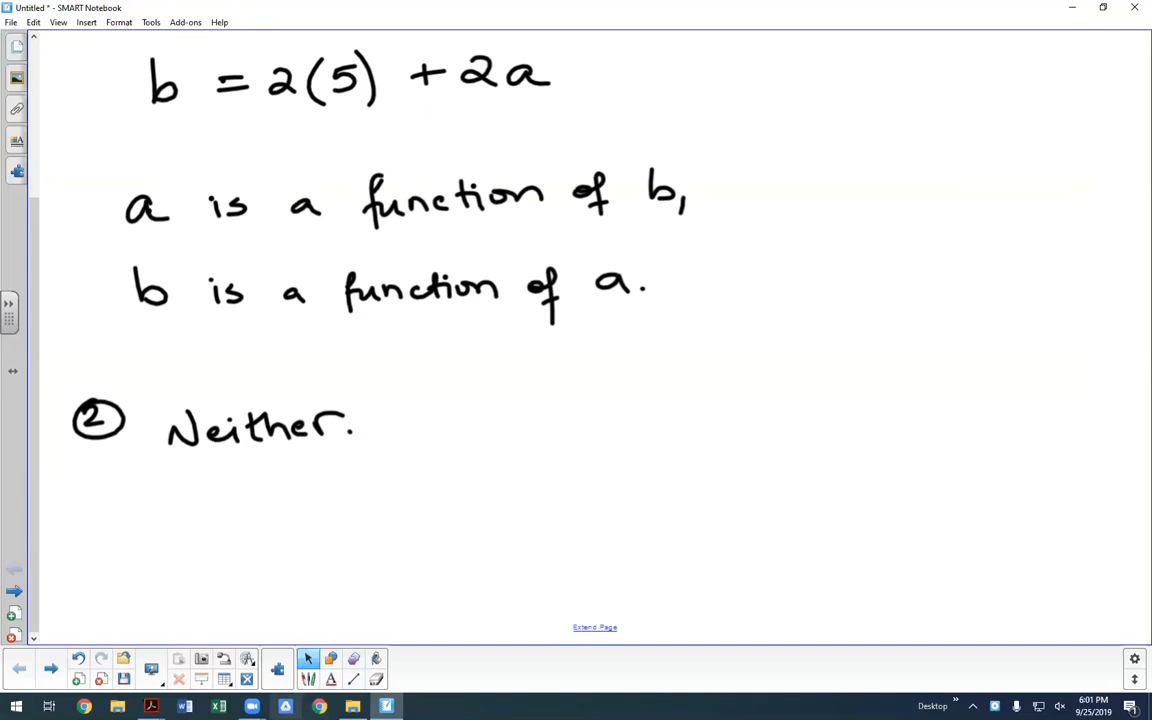 Untitled * - SMART Notebook
File Edit View Insert Format Tools Add-ons Help
b = 2(5) + 2a
a is a function of b,
b is a function of a.
② Neither.
Extend Page
Desktop
6:01 PM
9/25/2019